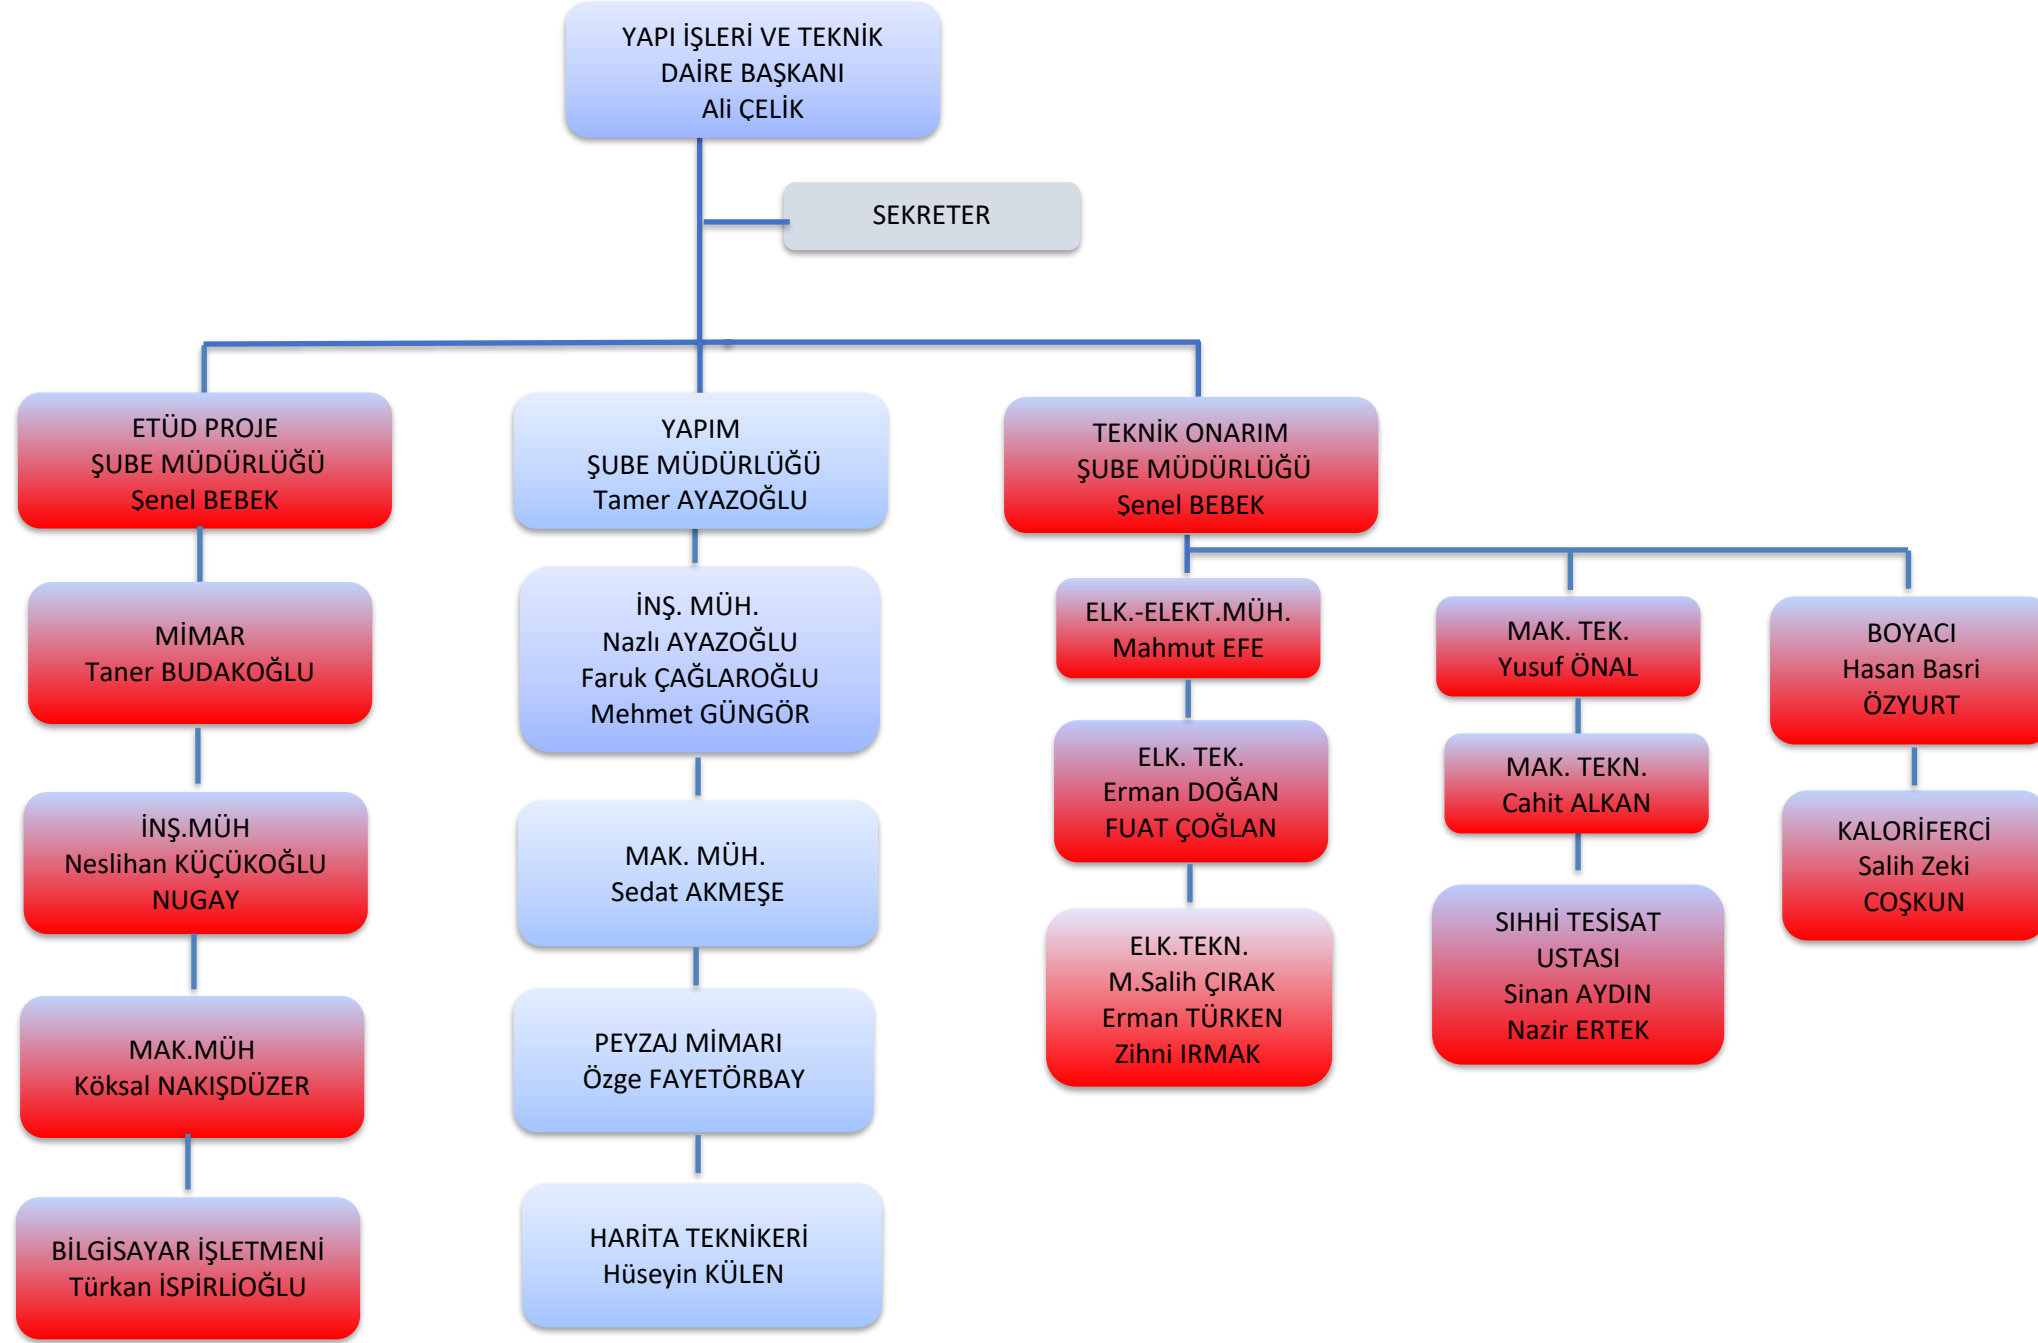 YAPI İŞLERİ VE TEKNİK
DAİRE BAŞKANI
Ali ÇELİK
SEKRETER
ETÜD PROJE
ŞUBE MÜDÜRLÜĞÜ
Şenel BEBEK
MİMAR
Taner BUDAKOĞLU
İNŞ.MÜH
Neslihan KÜÇÜKOĞLU
NUGAY
MAK.MÜH
Köksal NAKIŞDÜZER
BİLGİSAYAR İŞLETMENİ
Türkan İSPİRLİOĞLU
YAPIM
ŞUBE MÜDÜRLÜĞÜ
Tamer AYAZOĞLU
İNŞ. MÜH.
Nazlı AYAZOĞLU
Faruk ÇAĞLAROĞLU
Mehmet GÜNGÖR
MAK. MÜH.
Sedat AKMEŞE
PEYZAJ MİMARI
Özge FAYETÖRBAY
HARİTA TEKNİKERİ
Hüseyin KÜLEN
TEKNİK ONARIM
ŞUBE MÜDÜRLÜĞÜ
Şenel BEBEK
ELK.-ELEKT.MÜH.
Mahmut EFE
ELK. TEK.
Erman DOĞAN
FUAT ÇOĞLAN
ELK.TEKN.
M.Salih ÇIRAK
Erman TÜRKEN
Zihni IRMAK
MAK. TEK.
Yusuf ÖNAL
MAK. TEKN.
Cahit ALKAN
SIHHİ TESİSAT
USTASI
Sinan AYDIN
Nazir ERTEK
BOYACI
Hasan Basri
ÖZYURT
KALORİFERCİ
Salih Zeki
COŞKUN